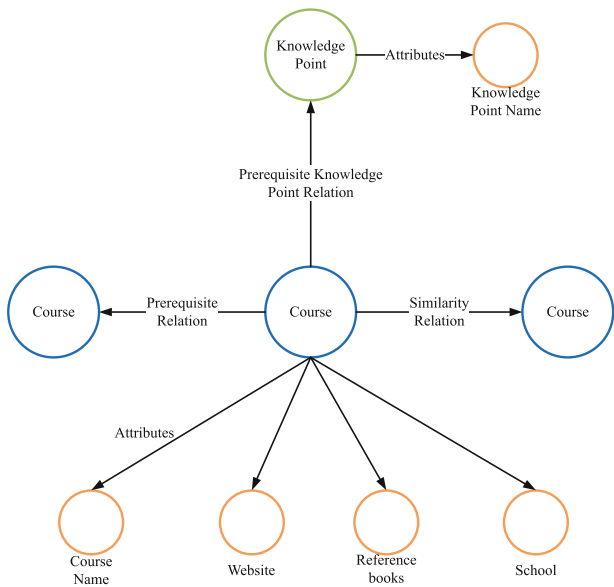 Knowledge
Point
Attributes
Knowledge
Point Name
Prerequisite Knowledge
Point Relation
Course
Prerequisite
Relation
Course
Similarity
Relation
Course
Attributes
Course
Name
Website
Reference
books
School